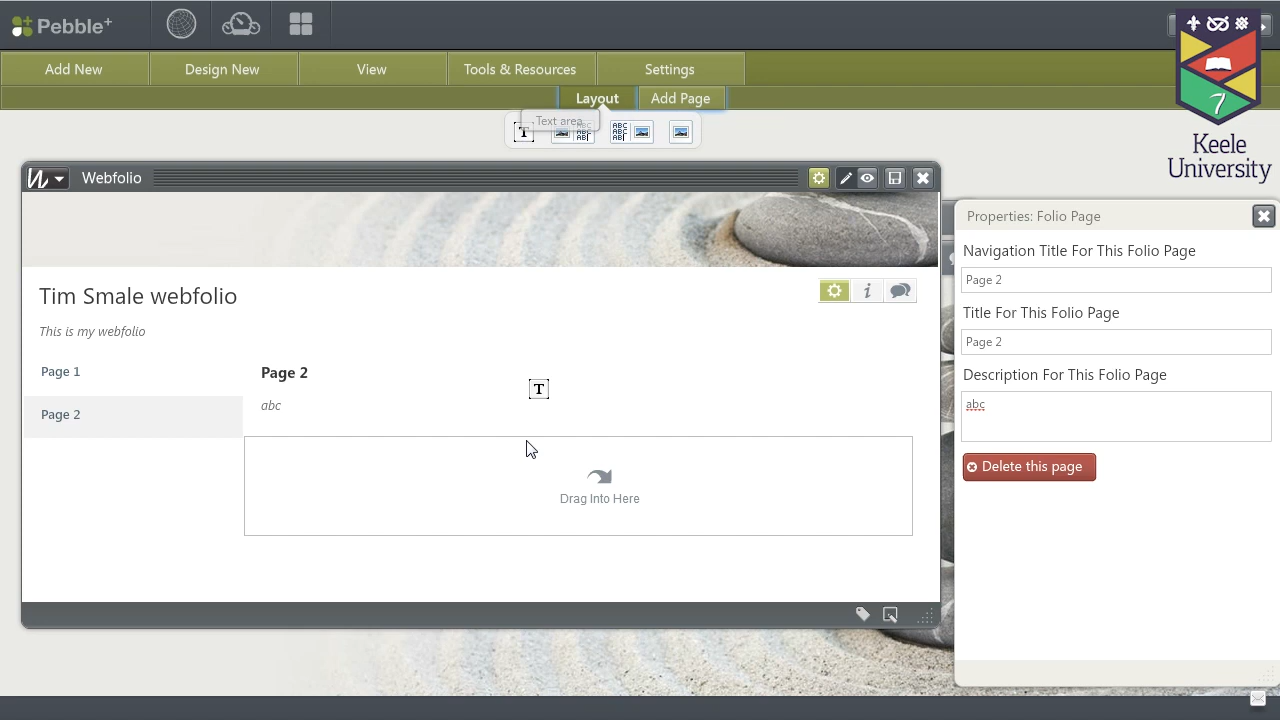 Pebble+
Add New
Design New
View
Tools & Resources
Settings
Layout
Add Page
Text area
T
Keele
University
Webfolio
Properties: Folio Page
Navigation Title For This Folio Page
Page 2
Title For This Folio Page
Page 2
Description For This Folio Page
abc
Delete this page
Tim Smale webfolio
i
This is my webfolio
Page 1
Page 2
Page 2
T
abc
Drag Into Here